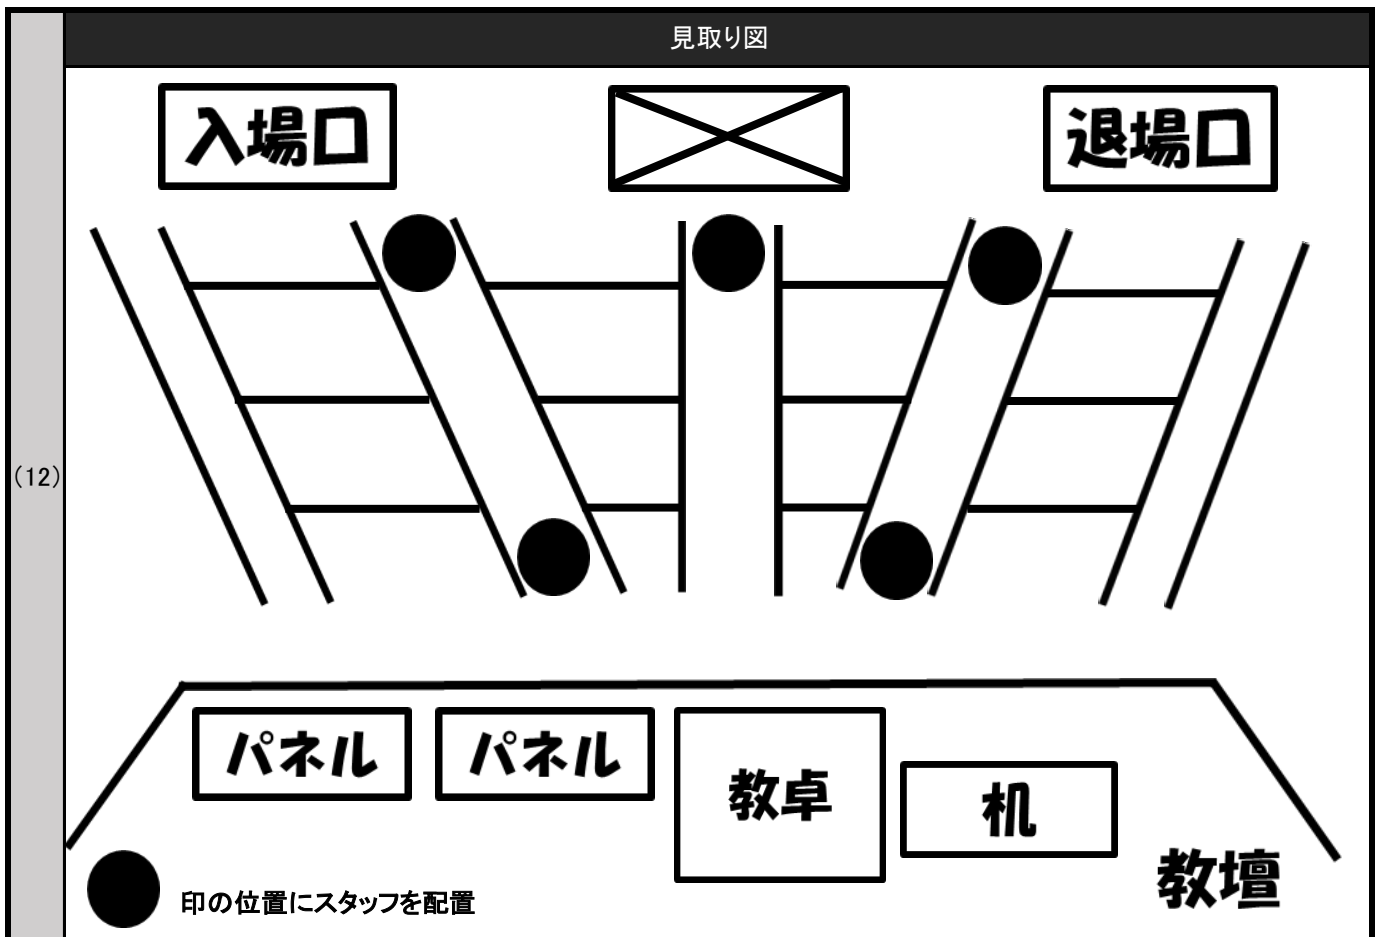 見取り図
(12)
入場口
退場口
パネル
パネル
教卓
机
教壇
印の位置にスタッフを配置